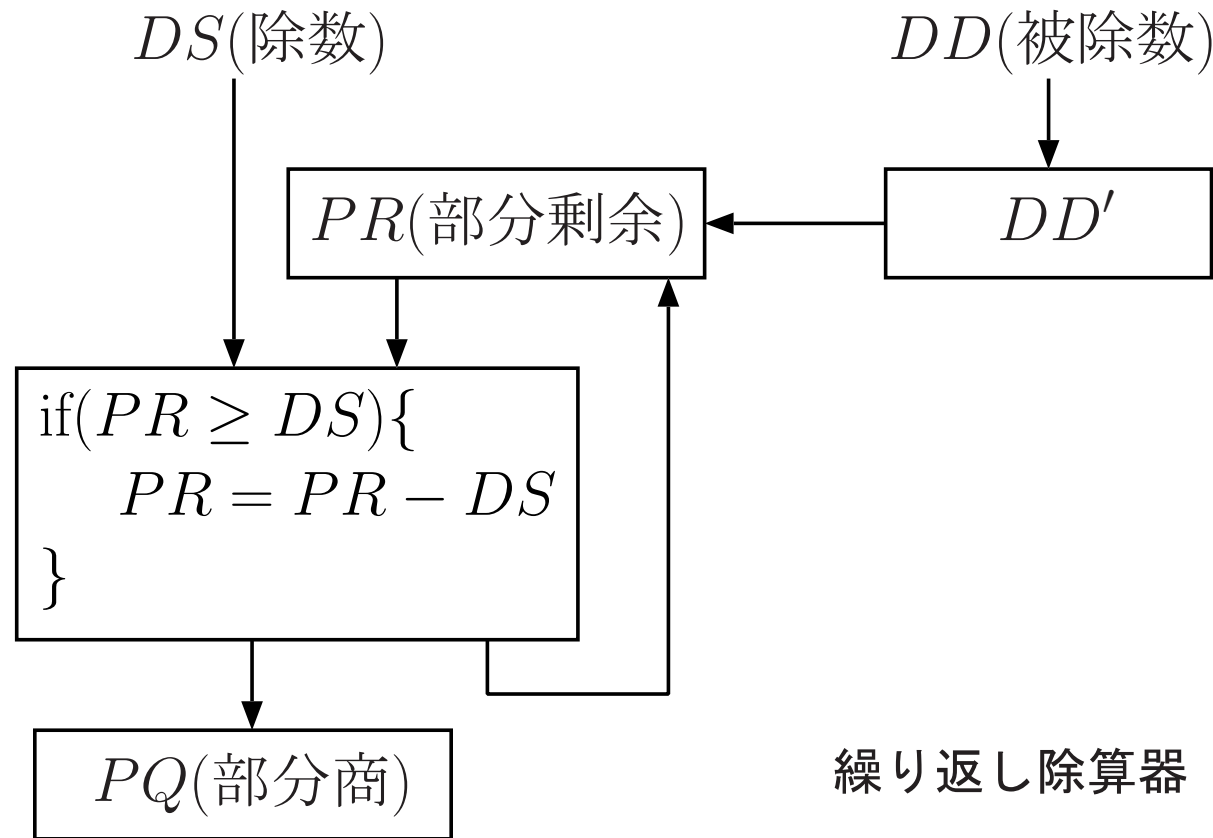 DS(除数)
DD(被除数)
PR(部分剰余)
DD′
if(PR ≥ DS){
PR = PR − DS
}
PQ(部分商)
繰り返し除算器